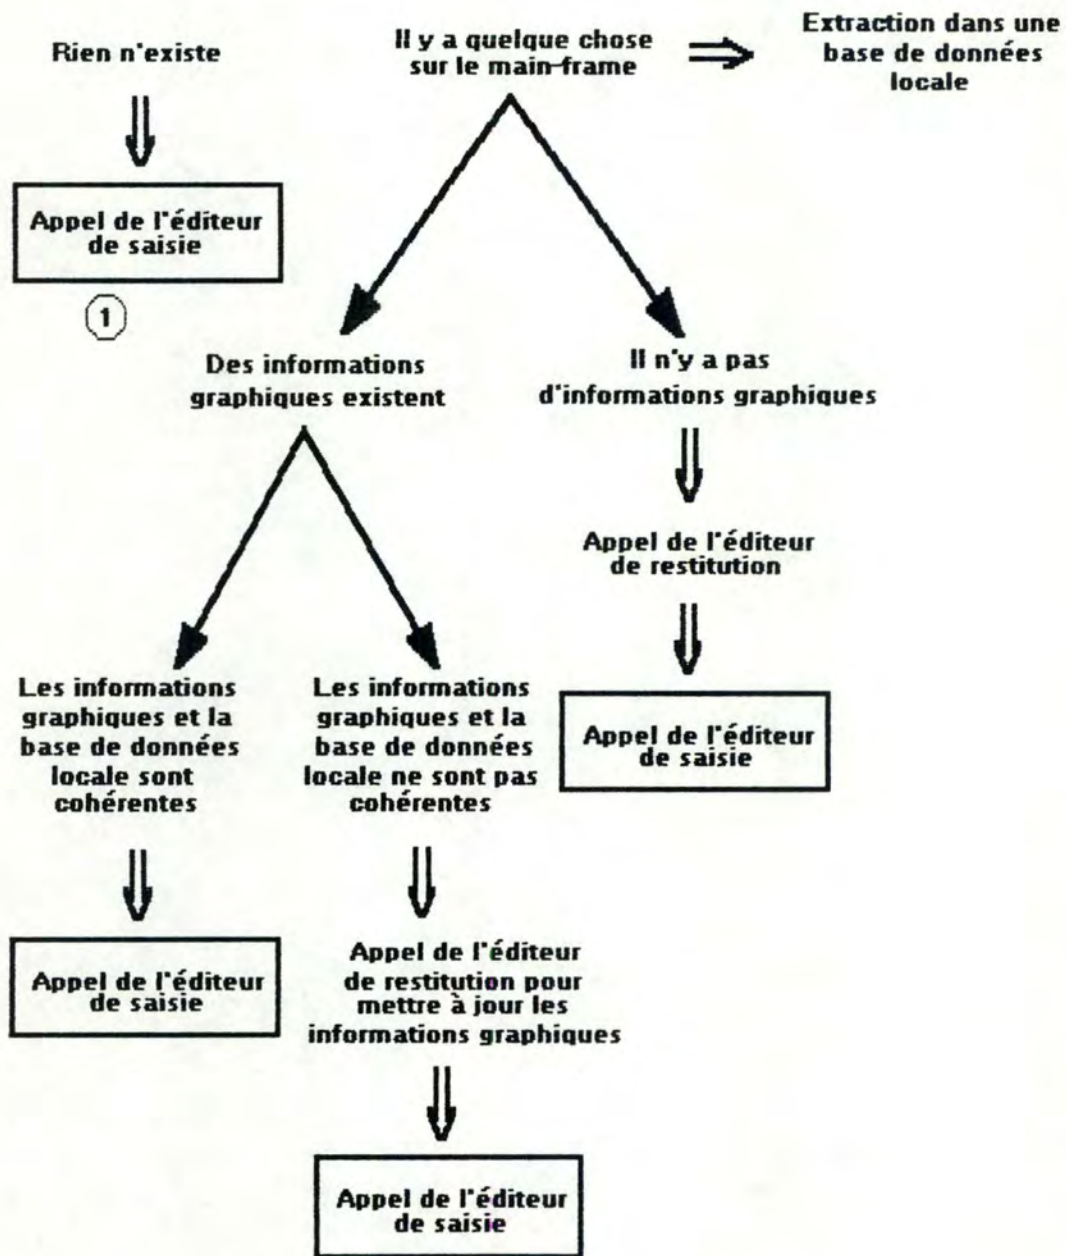 Rien n'existe
Il y a quelque chose
sur le main-frame
Extraction dans une
base de données
locale
Appel de l'éditeur
de saisie
1
Des informations
graphiques existent
Il n'y a pas
d'informations graphiques
Appel de l'éditeur
de restitution
Les informations
graphiques et la
base de données
locale sont
cohérentes
Les informations
graphiques et la
base de données
locale ne sont pas
cohérentes
Appel de l'éditeur
de saisie
Appel de l'éditeur
de saisie
Appel de l'éditeur
de restitution pour
mettre à jour les
informations graphiques
Appel de l'éditeur
de saisie